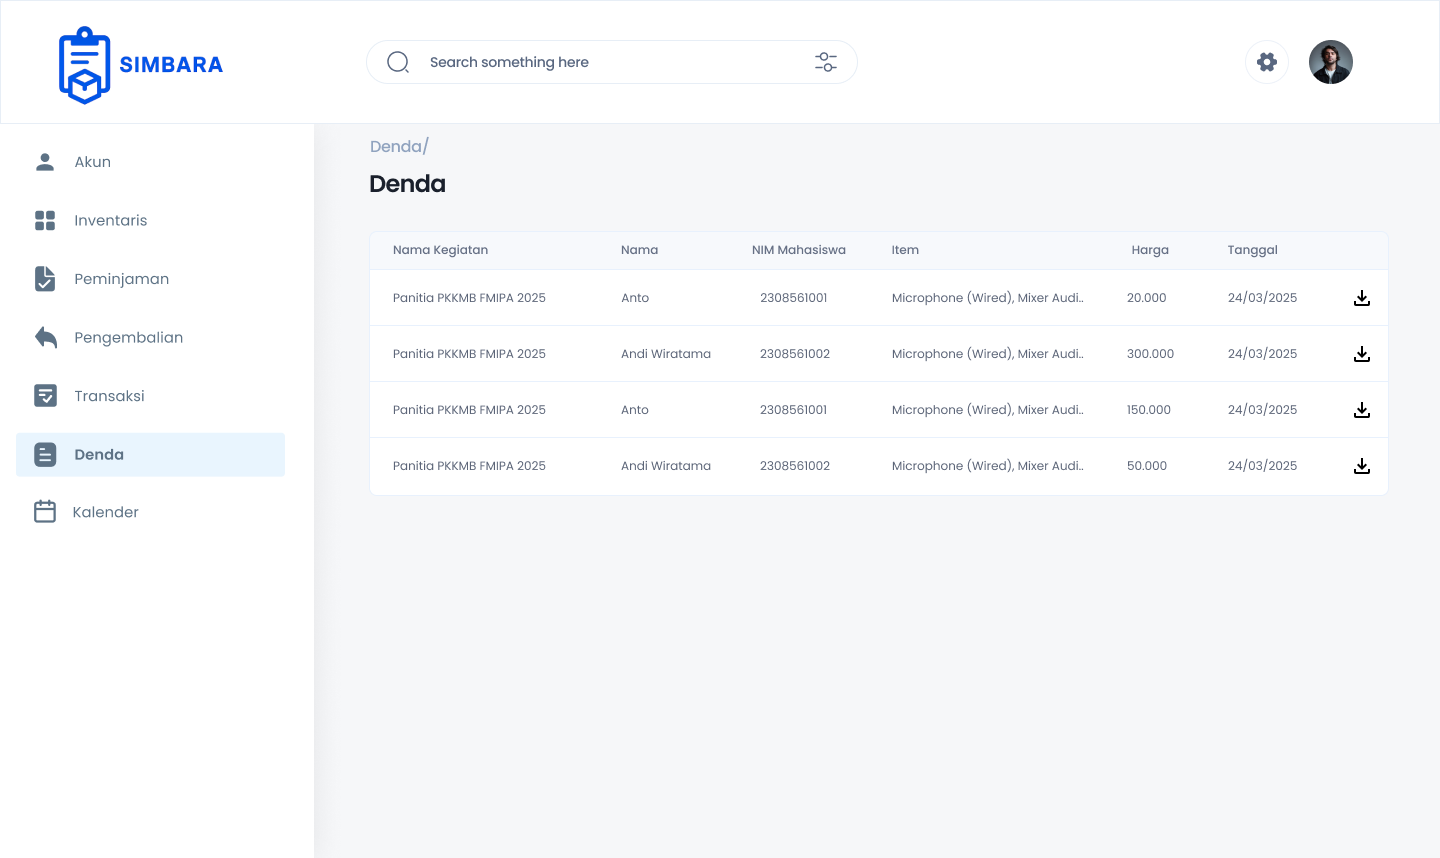 SIMBARA
Search something here
Akun
Inventaris
Peminjaman
Pengembalian
Transaksi
Denda
Kalender
Denda/
Denda
Nama Kegiatan Nama NIM Mahasiswa Item Harga Tanggal
Panitia PKKMB FMIPA 2025 Anto 2308561001 Microphone (Wired), Mixer Audi.. 20.000 24/03/2025
Panitia PKKMB FMIPA 2025 Andi Wiratama 2308561002 Microphone (Wired), Mixer Audi.. 300.000 24/03/2025
Panitia PKKMB FMIPA 2025 Anto 2308561001 Microphone (Wired), Mixer Audi.. 150.000 24/03/2025
Panitia PKKMB FMIPA 2025 Andi Wiratama 2308561002 Microphone (Wired), Mixer Audi.. 50.000 24/03/2025